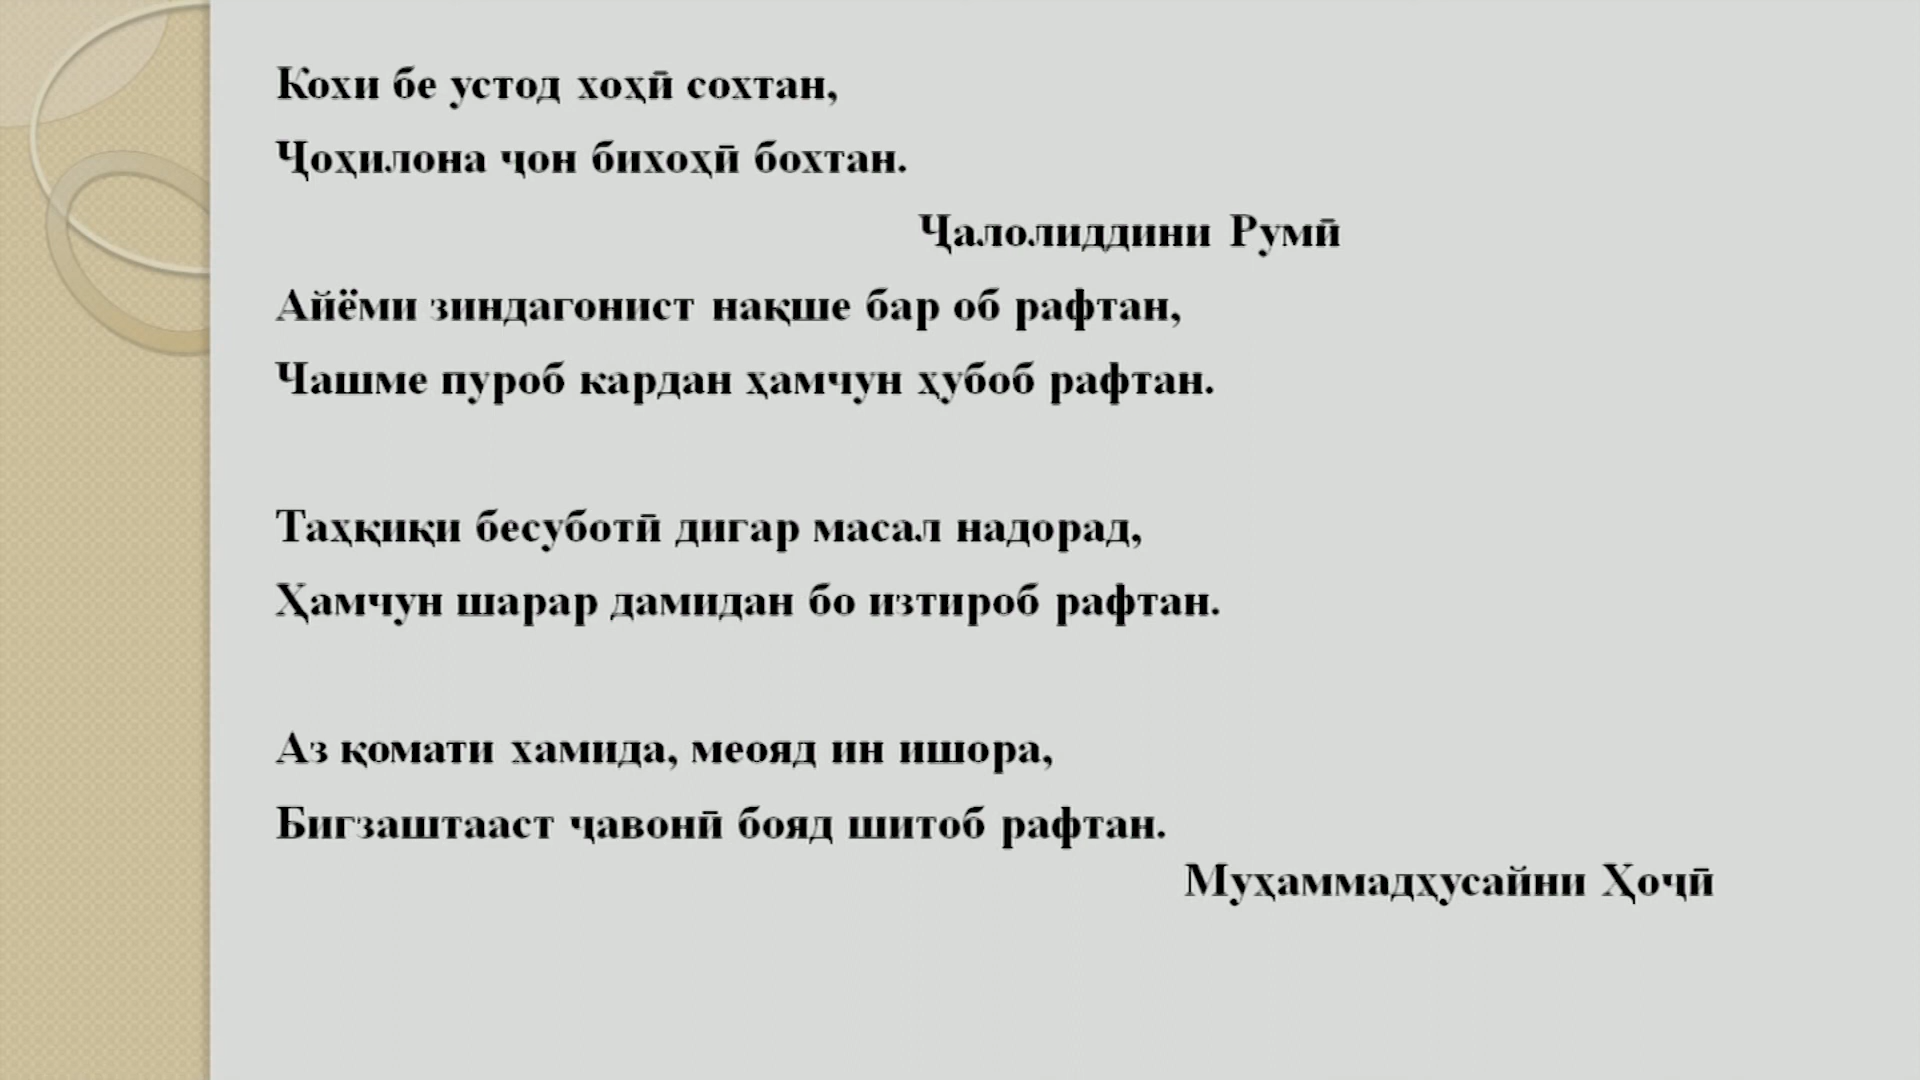 Кохи бе устод хоҳӣ сохтан,
Ҷоҳилона ҷон бихоҳӣ бохтан.
Ҷалолиддини Румӣ
Айёми зиндагонист нақше бар об рафтан,
Чашме пуроб кардан ҳамчун ҳубоб рафтан.
Таҳқиқи бесуботӣ дигар масал надорад,
Ҳамчун шарар дамидан бо изтироб рафтан.
Аз қомати хамида, меояд ин ишора,
Бигзаштааст ҷавонӣ бояд шитоб рафтан.
Муҳаммадҳусайни Ҳоҷӣ